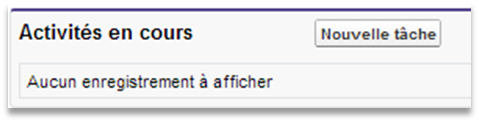 Activités en cours Nouvelle tâche
Aucun enregistrement à afficher